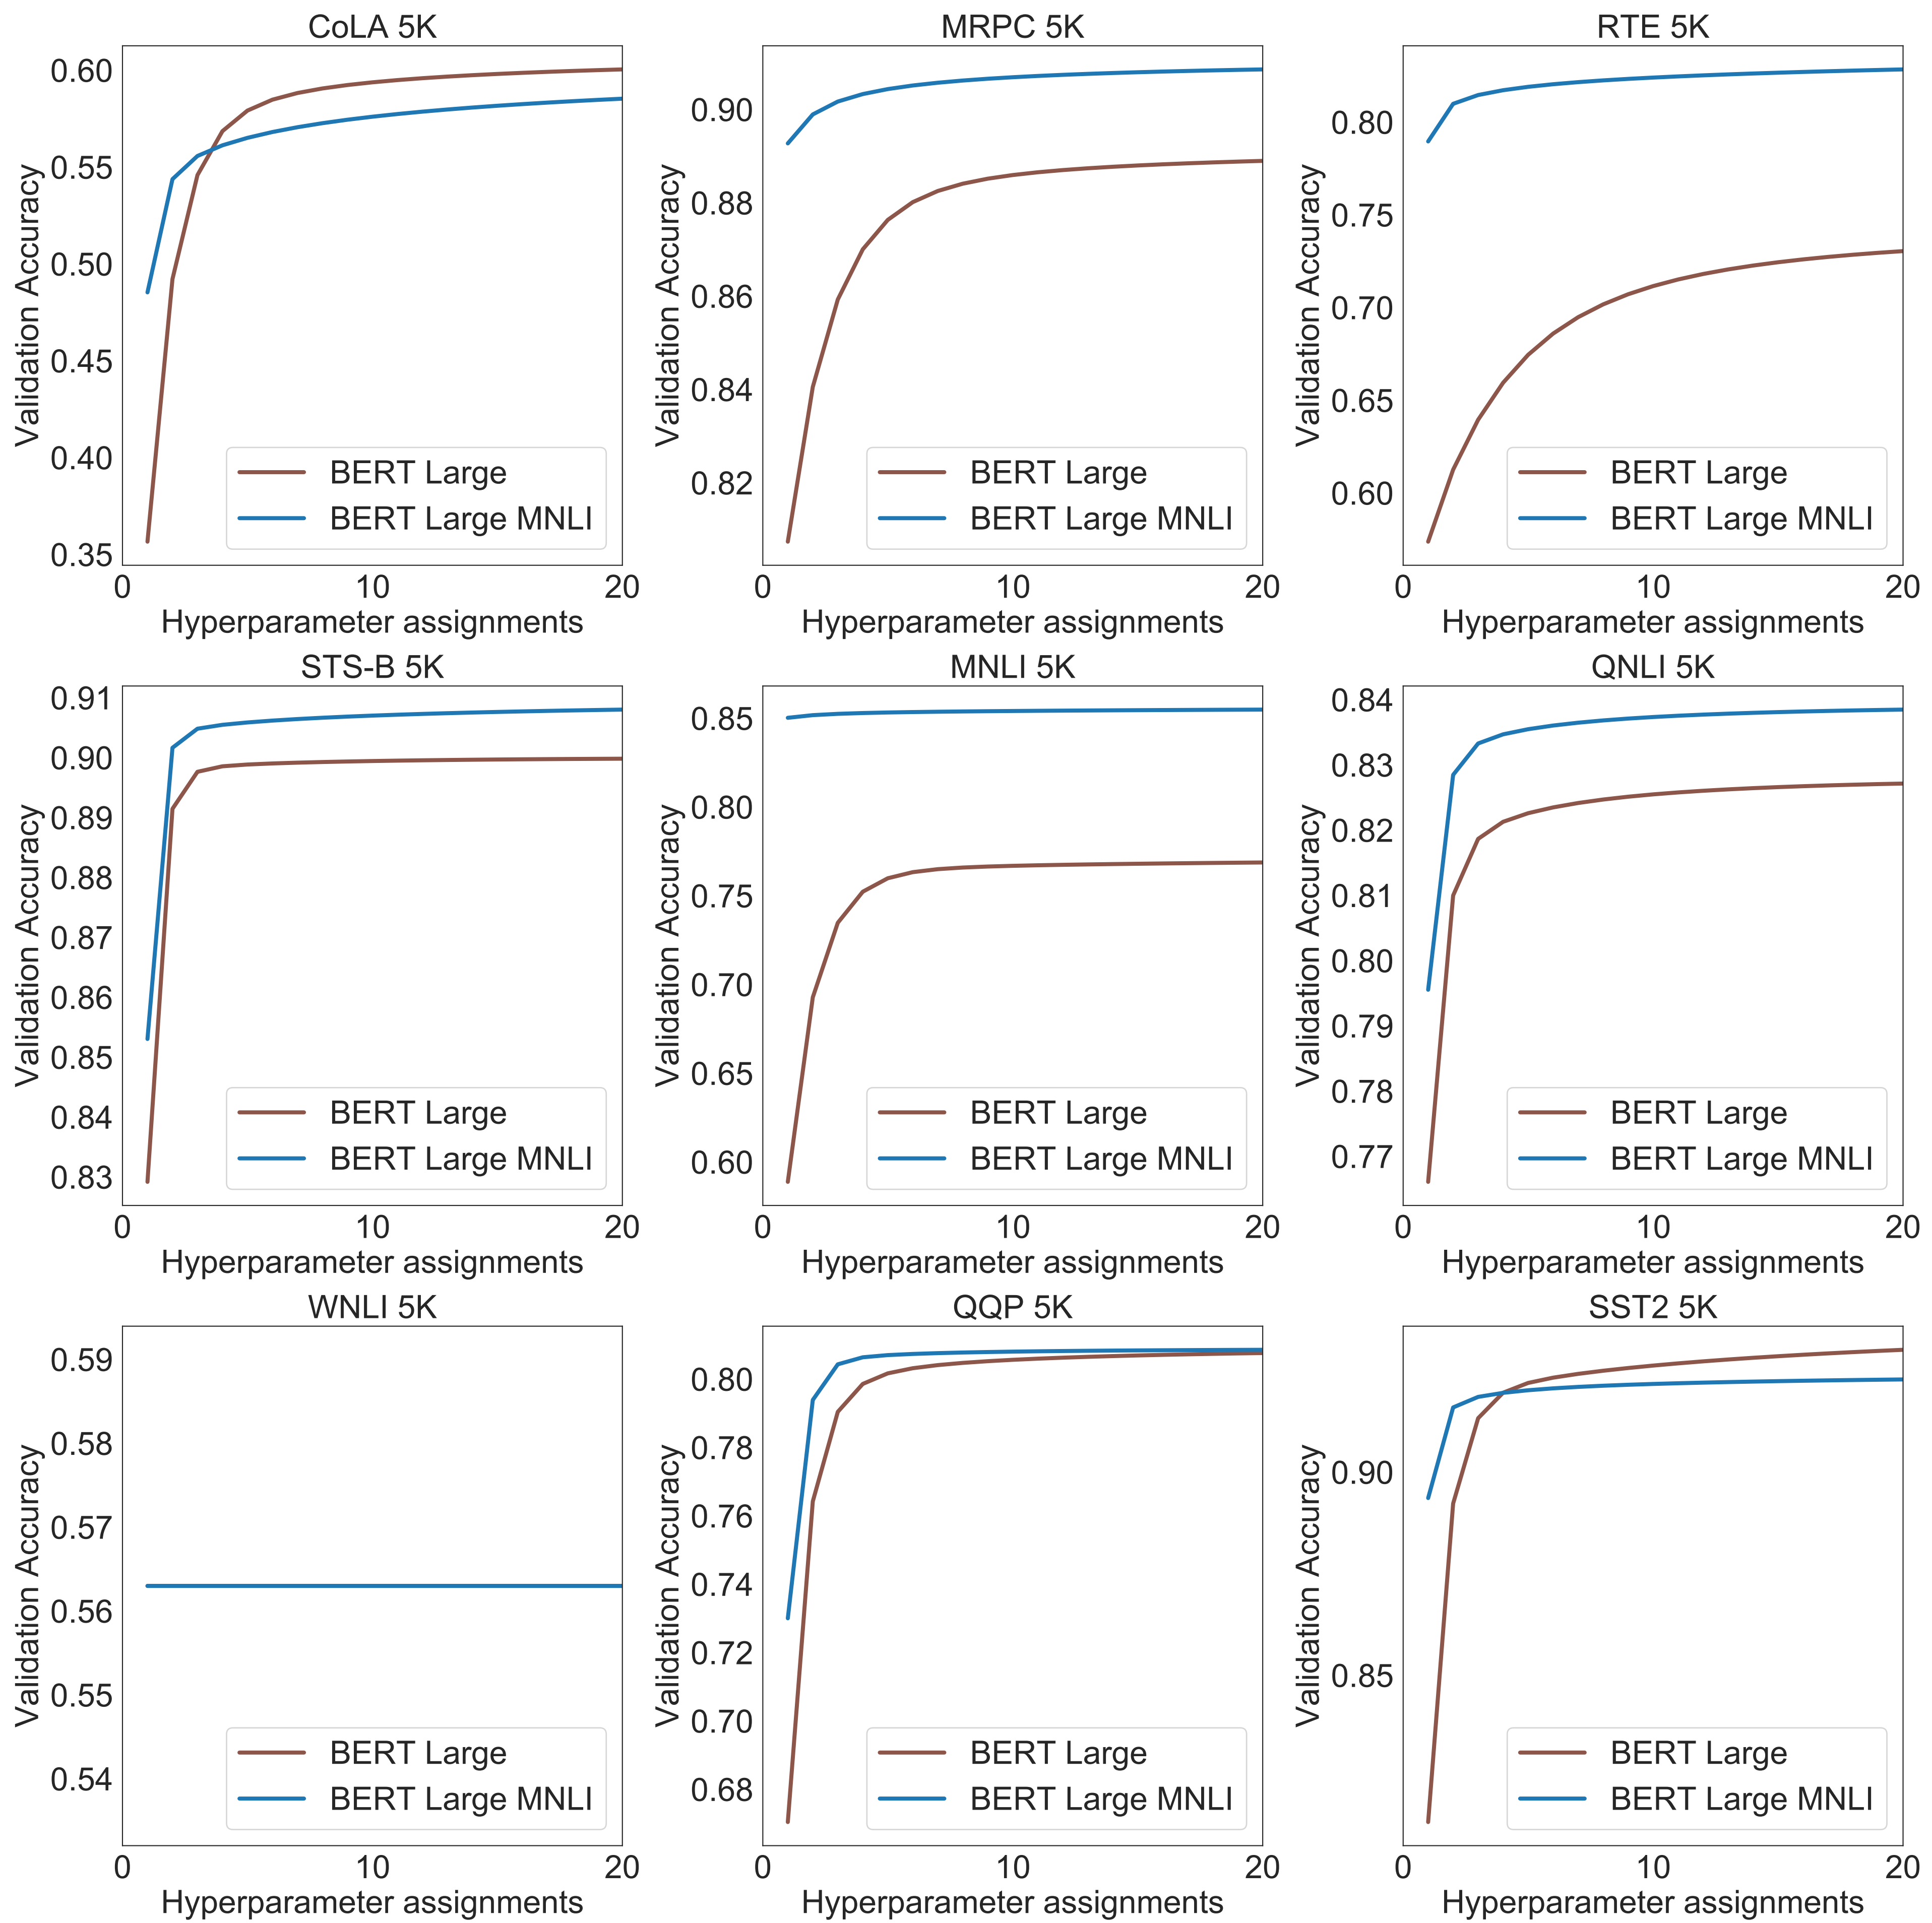 CoLA 5K
Validation Accuracy
0.60
0.55
0.50
0.45
0.40
0.35
BERT Large
BERT Large MNLI
0 10 20
Hyperparameter assignments
MRPC 5K
Validation Accuracy
0.90
0.88
0.86
0.84
0.82
BERT Large
BERT Large MNLI
0 10 20
Hyperparameter assignments
RTE 5K
Validation Accuracy
0.80
0.75
0.70
0.65
0.60
BERT Large
BERT Large MNLI
0 10 20
Hyperparameter assignments
STS-B 5K
Validation Accuracy
0.91
0.90
0.89
0.88
0.87
0.86
0.85
0.84
0.83
BERT Large
BERT Large MNLI
0 10 20
Hyperparameter assignments
MNLI 5K
Validation Accuracy
0.85
0.80
0.75
0.70
0.65
0.60
BERT Large
BERT Large MNLI
0 10 20
Hyperparameter assignments
QNLI 5K
Validation Accuracy
0.84
0.83
0.82
0.81
0.80
0.79
0.78
0.77
BERT Large
BERT Large MNLI
0 10 20
Hyperparameter assignments
WNLI 5K
Validation Accuracy
0.59
0.58
0.57
0.56
0.55
0.54
BERT Large
BERT Large MNLI
0 10 20
Hyperparameter assignments
QQP 5K
Validation Accuracy
0.80
0.78
0.76
0.74
0.72
0.70
0.68
BERT Large
BERT Large MNLI
0 10 20
Hyperparameter assignments
SST2 5K
Validation Accuracy
0.90
0.85
BERT Large
BERT Large MNLI
0 10 20
Hyperparameter assignments